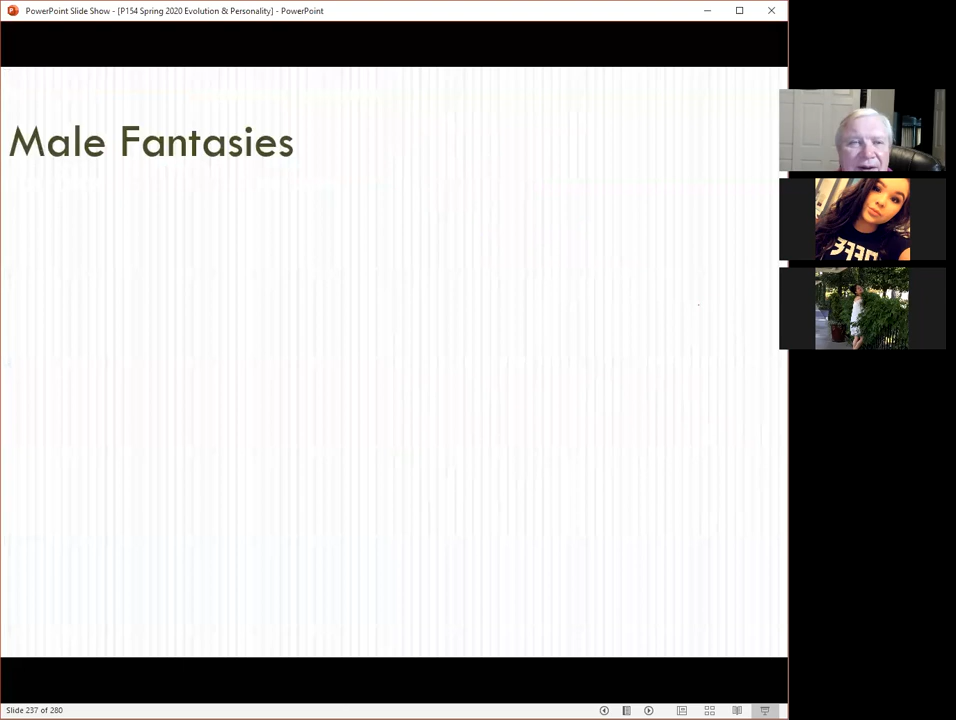 PowerPoint Slide Show - [P154 Spring 2020 Evolution & Personality] - PowerPoint
Male Fantasies
Slide 237 of 280